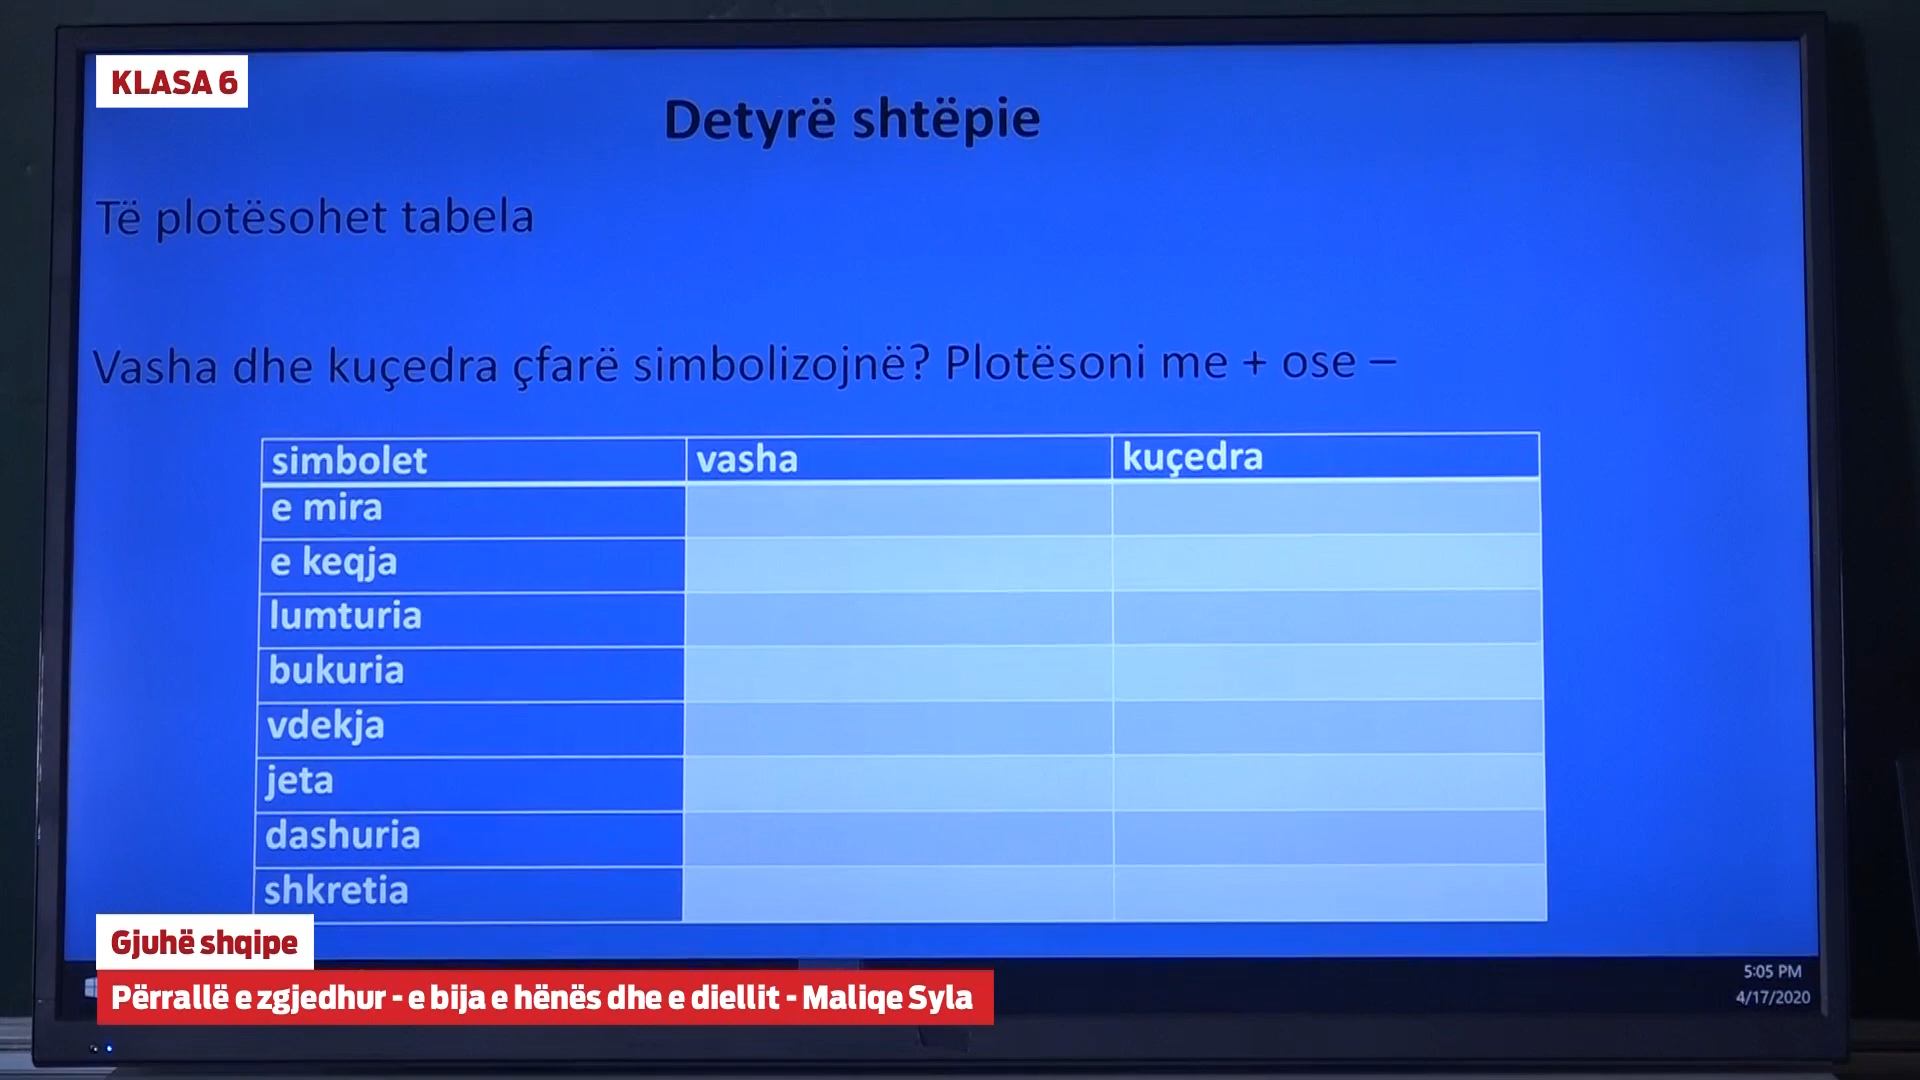 KLASA 6
Detyrë shtëpie
Të plotësohet tabela
Vasha dhe kuçedra çfarë simbolizojnë? Plotësoni me + ose –
simbolet vasha kuçedra
e mira
e keqja
lumturia
bukuria
vdekja
jeta
dashuria
shkretia
Gjuhë shqipe
Përrallë e zgjedhur - e bija e hënës dhe e diellit - Maliqe Syla
5:05 PM
4/17/2020